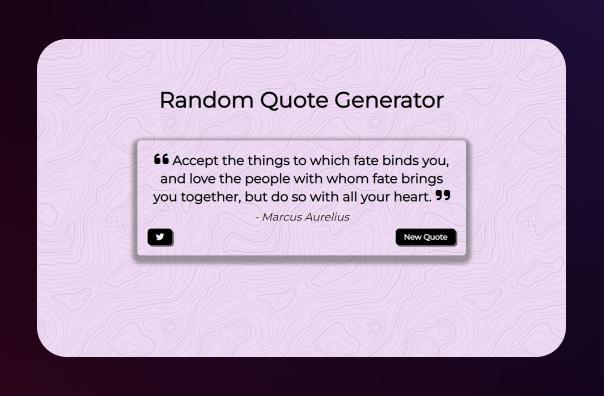 Random Quote Generator
❝ Accept the things to which fate binds you,
and love the people with whom fate brings
you together, but do so with all your heart. ❞
- Marcus Aurelius
New Quote